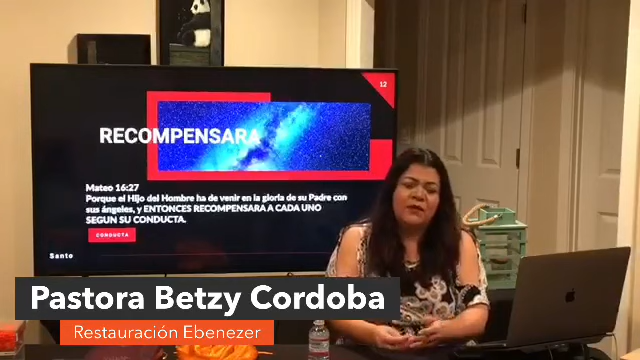 12
RECOMPENSARA
Mateo 16:27
Porque el Hijo del Hombre ha de venir en la gloria de su Padre con
sus ángeles, y ENTONCES RECOMPENSARA A CADA UNO
SEGUN SU CONDUCTA.
CONDUCTA
Santo
Pastora Betzy Cordoba
Restauración Ebenezer